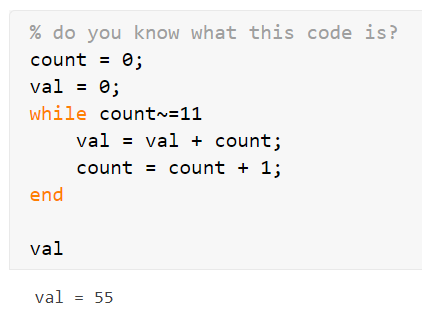 % do you know what this code is?
count = 0;
val = 0;
while count~=11
    val = val + count;
    count = count + 1;
end
val
val = 55